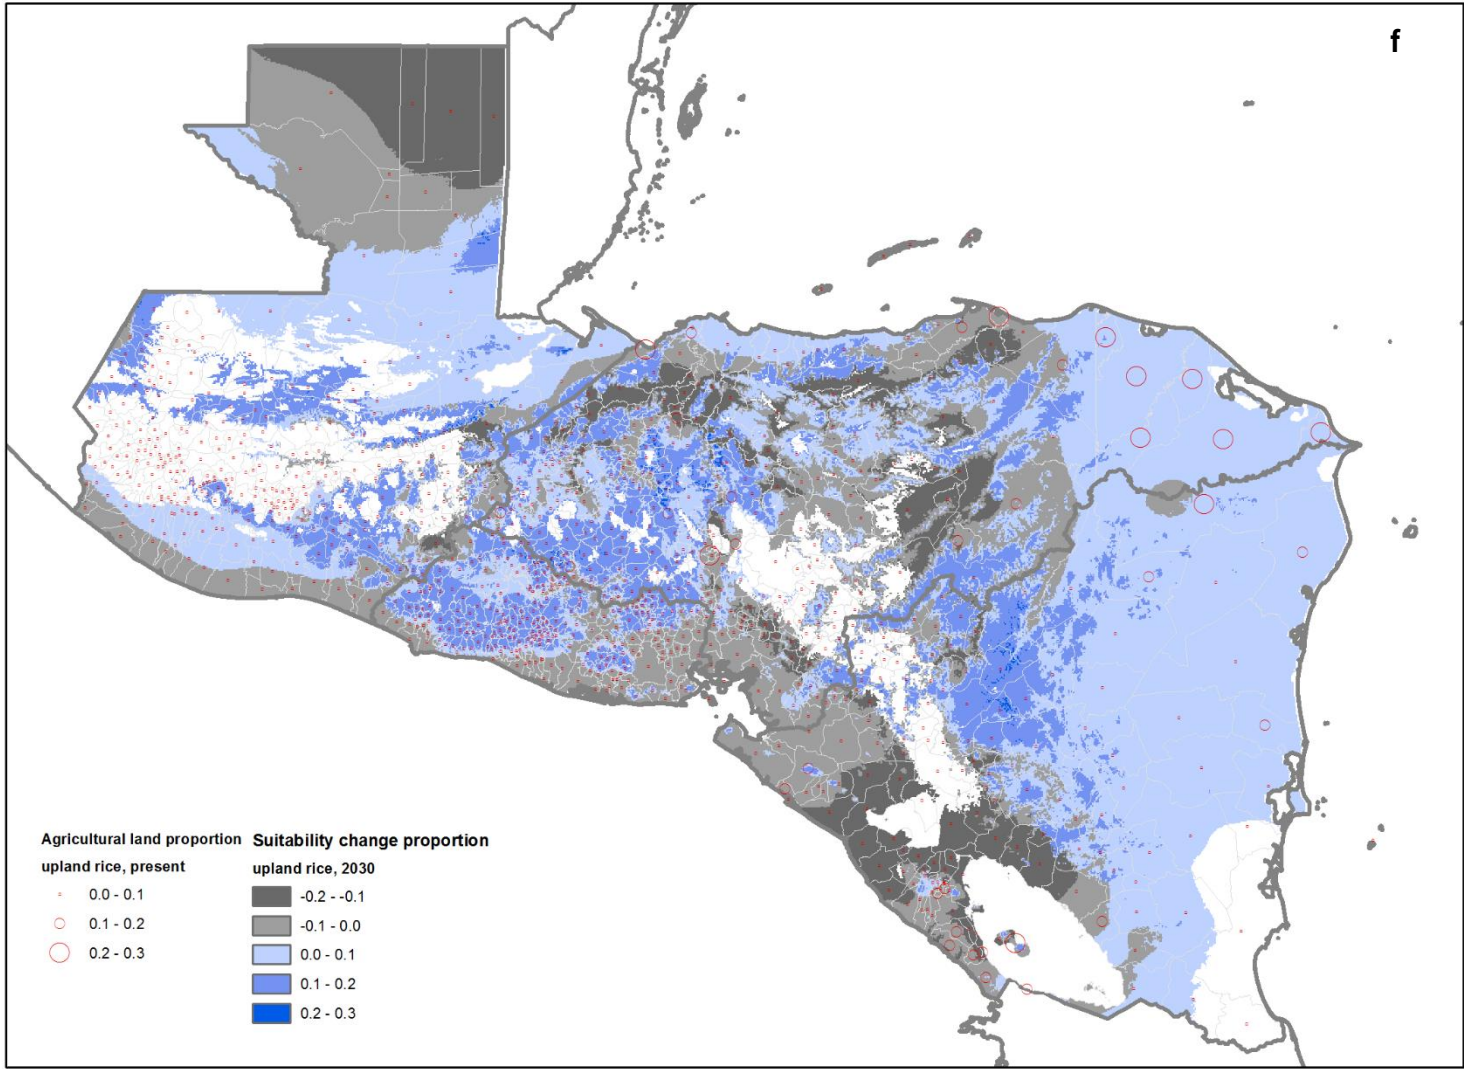 f
Agricultural land proportion
upland rice, present
0.0 - 0.1
0.1 - 0.2
0.2 - 0.3
Suitability change proportion
upland rice, 2030
-0.2 - -0.1
-0.1 - 0.0
0.0 - 0.1
0.1 - 0.2
0.2 - 0.3